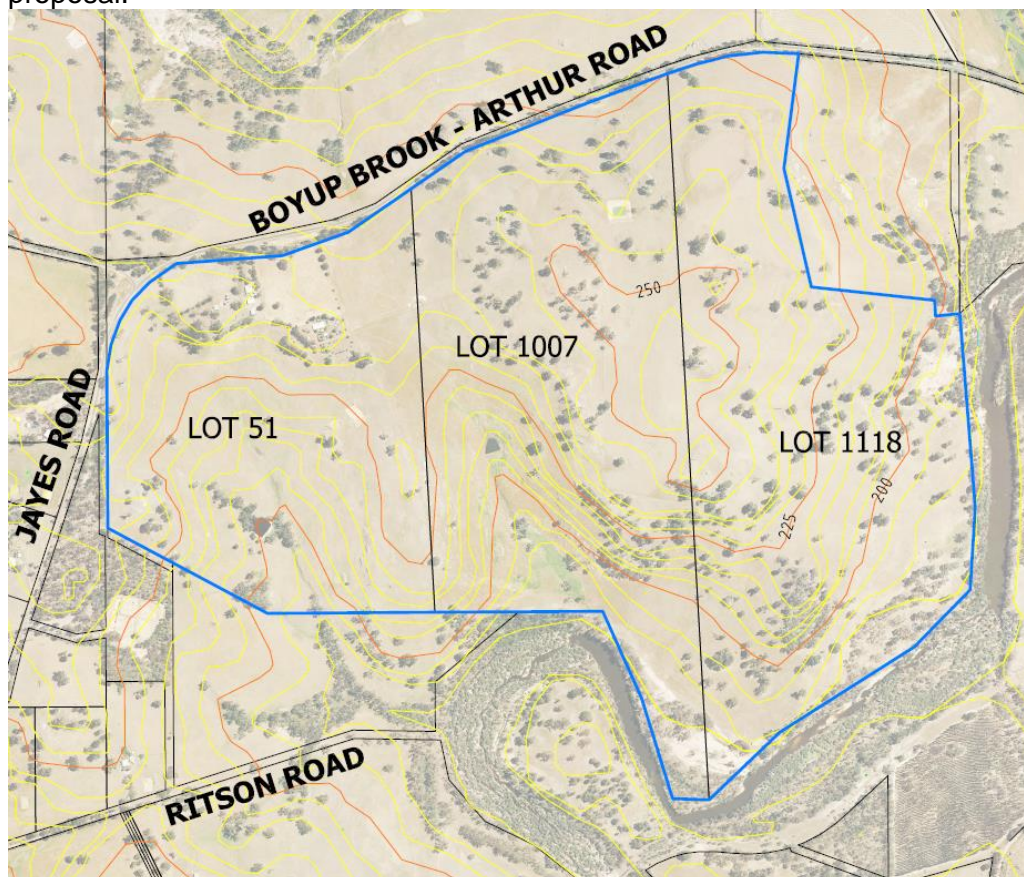 proposal.
BOYUP BROOK - ARTHUR ROAD
250
LOT 1007
LOT 51
LOT 1118
JAYES ROAD
200
225
RITSON ROAD